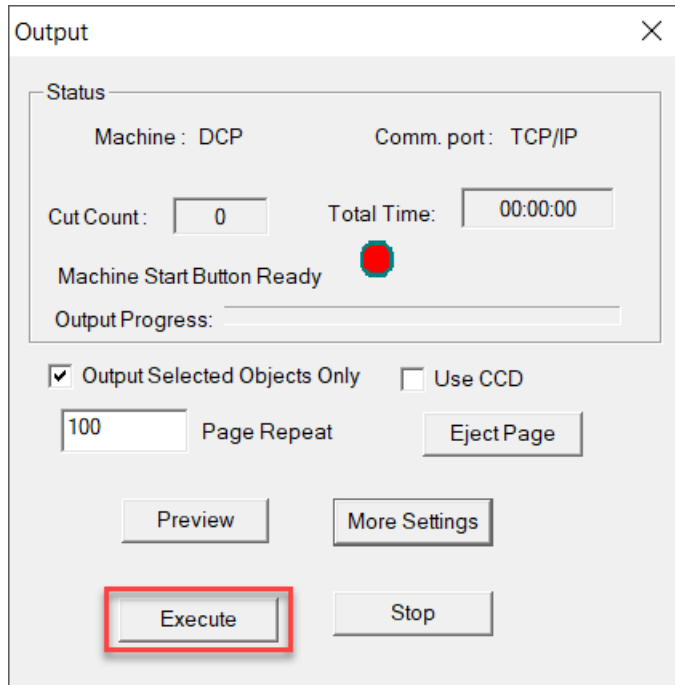 Output
Status
Machine : DCP Comm. port : TCP/IP
Cut Count : 0 Total Time: 00:00:00
Machine Start Button Ready
Output Progress:
Output Selected Objects Only Use CCD
100 Page Repeat Eject Page
Preview More Settings
Execute Stop